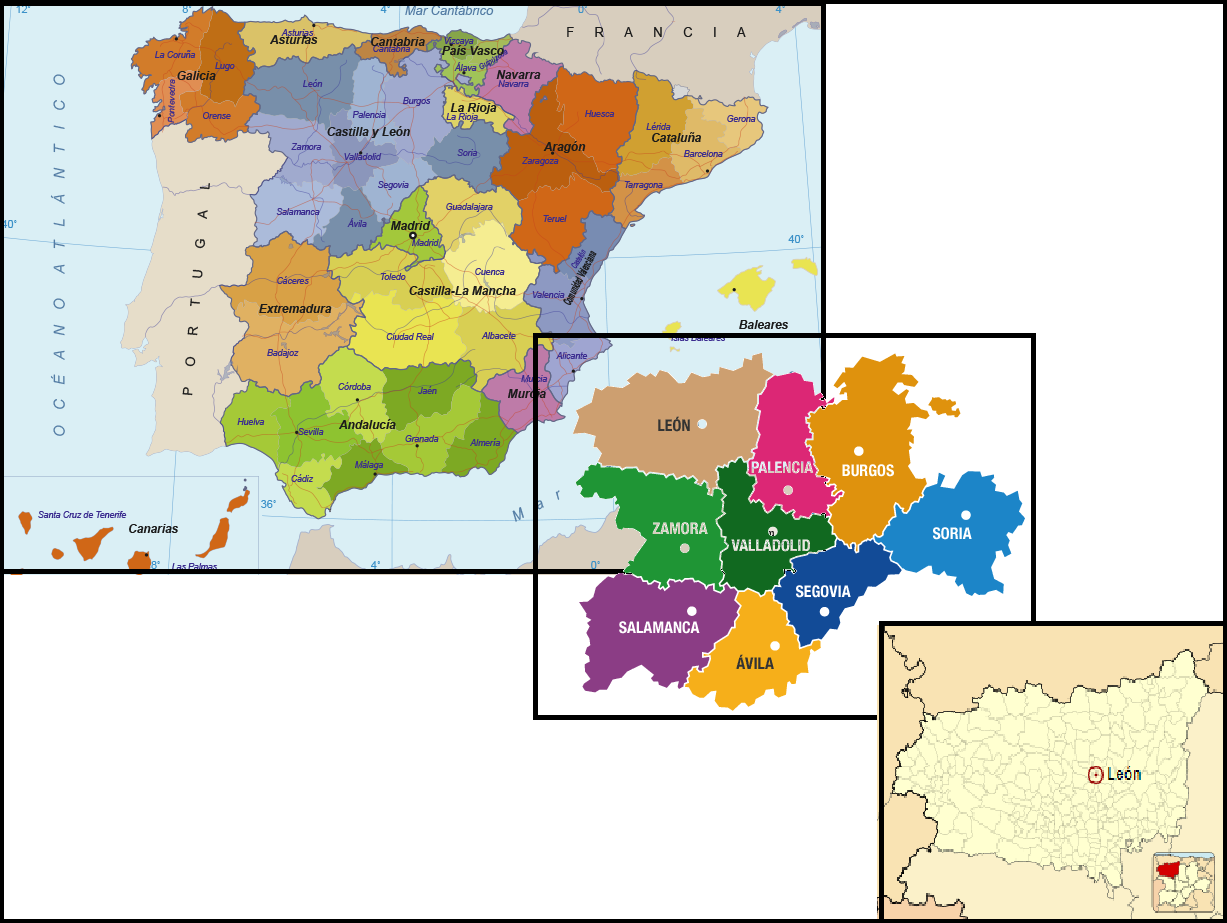 12°
8°
4°
Mar Cantábrico
0°
4°
FRANCIA
Asturias
Asturias
Cantabria
Cantabria
Vizcaya
País Vasco
Álava
Guipúzcoa
La Coruña
Lugo
Galicia
Pontevedra
Orense
León
Palencia
Burgos
Castilla y León
Zamora
Valladolid
Soria
Segovia
Salamanca
Ávila
La Rioja
La Rioja
Navarra
Navarra
Huesca
Aragón
Zaragoza
Teruel
Lérida
Gerona
Cataluña
Barcelona
Tarragona
OCÉANO ATLÁNTICO
PORTUGAL
40°
40°
Madrid
Madrid
Guadalajara
Cuenca
Toledo
Castilla-La Mancha
Ciudad Real
Albacete
Cáceres
Extremadura
Badajoz
Comunidad Valenciana
Valencia
Alicante
Baleares
Islas Baleares
Murcia
Murcia
Córdoba
Jaén
Huelva
Sevilla
Andalucía
Granada
Almería
Málaga
Cádiz
36°
Mar
Santa Cruz de Tenerife
Canarias
Las Palmas
8°
4°
0°
LEÓN
PALENCIA
BURGOS
ZAMORA
VALLADOLID
SORIA
SEGOVIA
SALAMANCA
ÁVILA
León